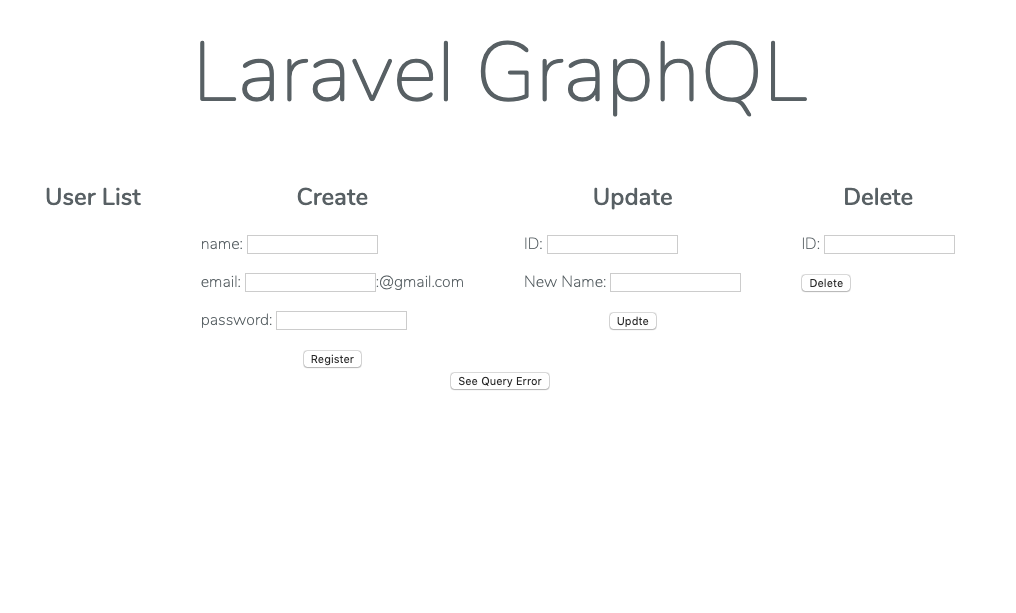 Laravel GraphQL
User List
Create
name:
email: :@gmail.com
password:
Register
Update
ID:
New Name:
Updte
Delete
ID:
Delete
See Query Error